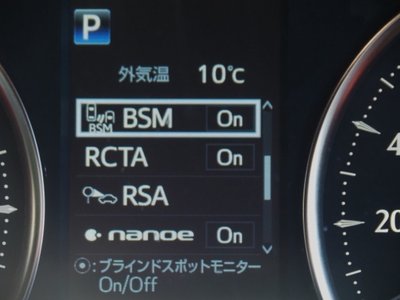 P
外気温 10℃
BSM BSM On
RCTA On
RSA
nanoe On
⦿:ブラインドスポットモニター
On/Off
4
20